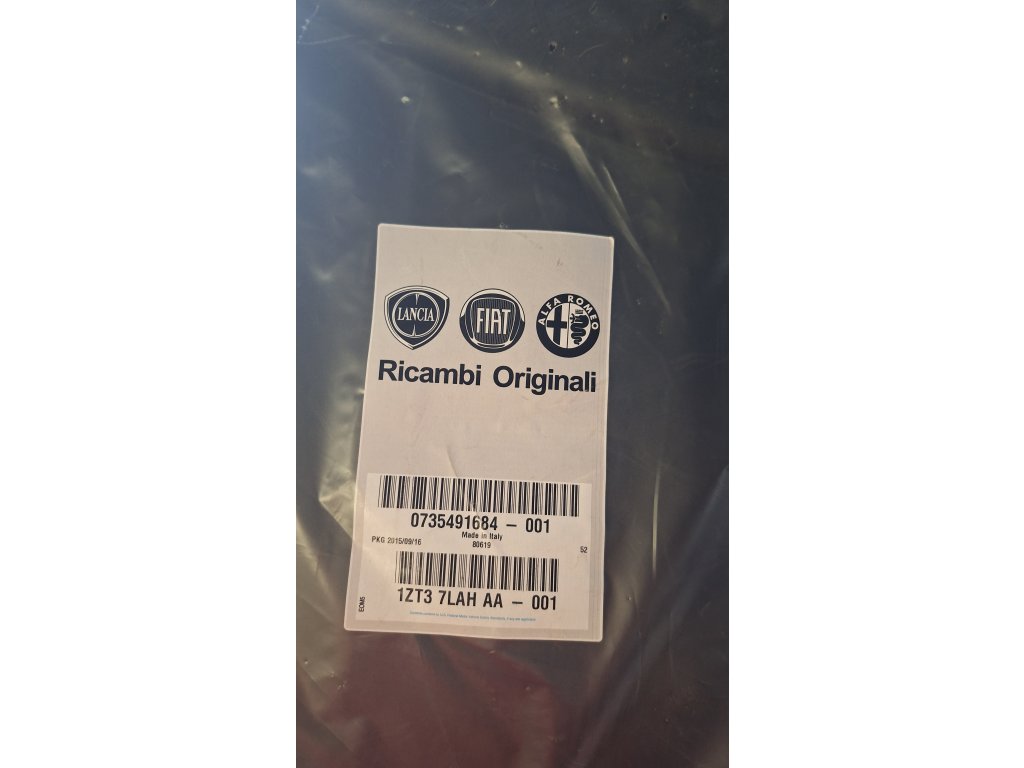 LANCIA FIAT ALFA ROMEO
Ricambi Originali
0735491684 - 001
Made in Italy
PKG 2015/09/16 80619 52
1ZT3 7LAH AA - 001
EOM5